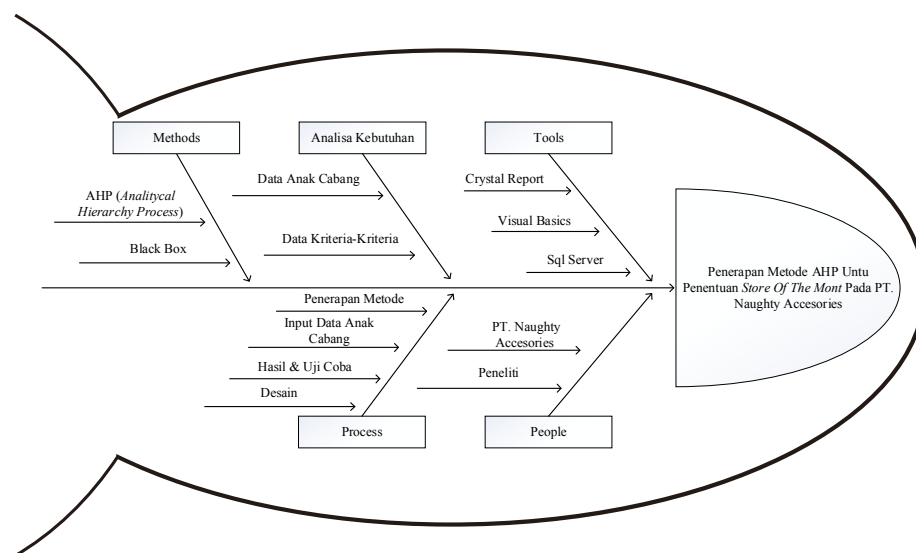 Methods
Analisa Kebutuhan
Tools
AHP (Analitycal
Hierarchy Process)
Black Box
Data Anak Cabang
Data Kriteria-Kriteria
Crystal Report
Visual Basics
Sql Server
Penerapan Metode AHP Untu
Penentuan Store Of The Mont Pada PT.
Naughty Accesories
Penerapan Metode
Input Data Anak
Cabang
Hasil & Uji Coba
Desain
PT. Naughty
Accesories
Peneliti
Process
People